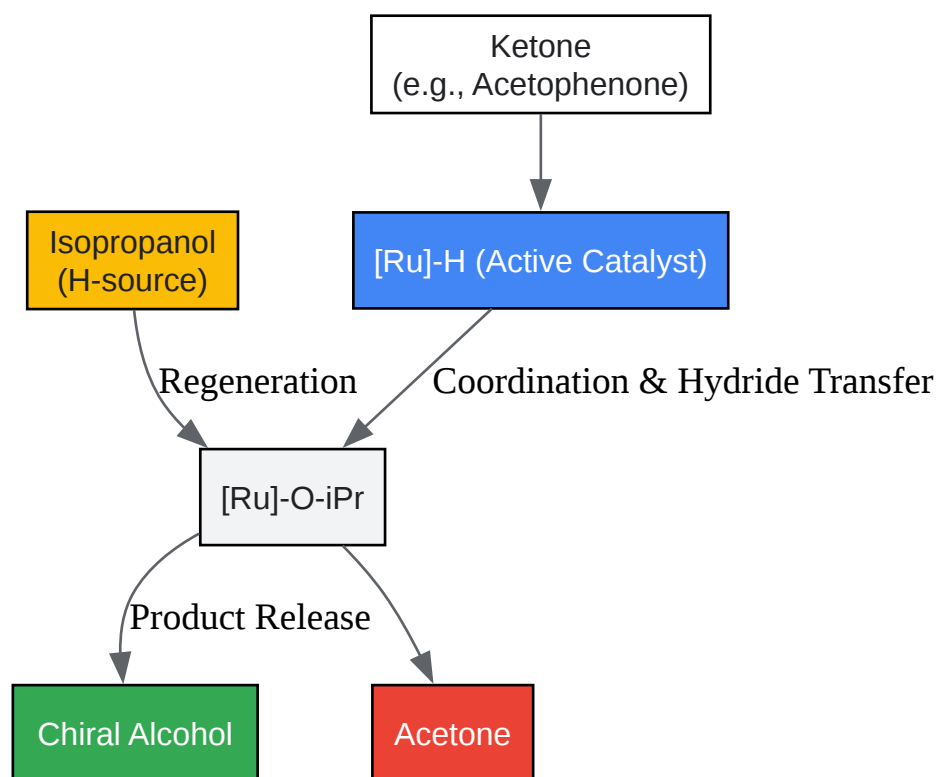 Ketone
(e.g., Acetophenone)
Isopropanol
(H-source)
[Ru]-H (Active Catalyst)
Regeneration
Coordination & Hydride Transfer
[Ru]-O-iPr
Product Release
Chiral Alcohol
Acetone